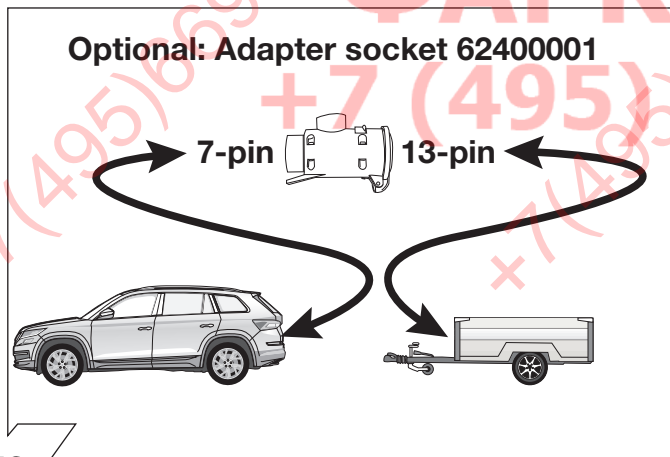 Optional: Adapter socket 62400001
+7 (495)
7-pin 13-pin